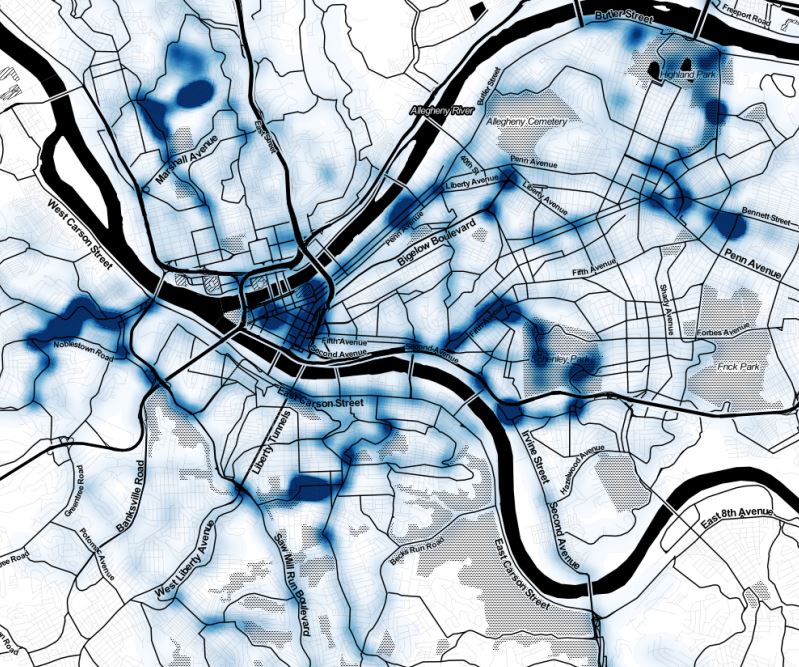 Butler Street
Freeport Road
Highland Park
Butler Street
Allegheny River
Allegheny Cemetery
East Street
Marshall Avenue
40th St
Penn Avenue
Liberty Avenue
Liberty Avenue
West Carson Street
Penn Avenue
Bigelow Boulevard
Bennett Street
Penn Avenue
Fifth Avenue
Shady Avenue
Forbes Avenue
Noblestown Road
Fifth Avenue
Second Avenue
Second Avenue
Schenley Park
Frick Park
East Carson Street
Liberty Tunnels
Irvine Street
Hazelwood Avenue
Banksville Road
Greentree Road
Second Avenue
East 8th Avenue
Potomac Avenue
West Liberty Avenue
Saw Mill Run Boulevard
Becks Run Road
East Carson Street
ree Road
n Road